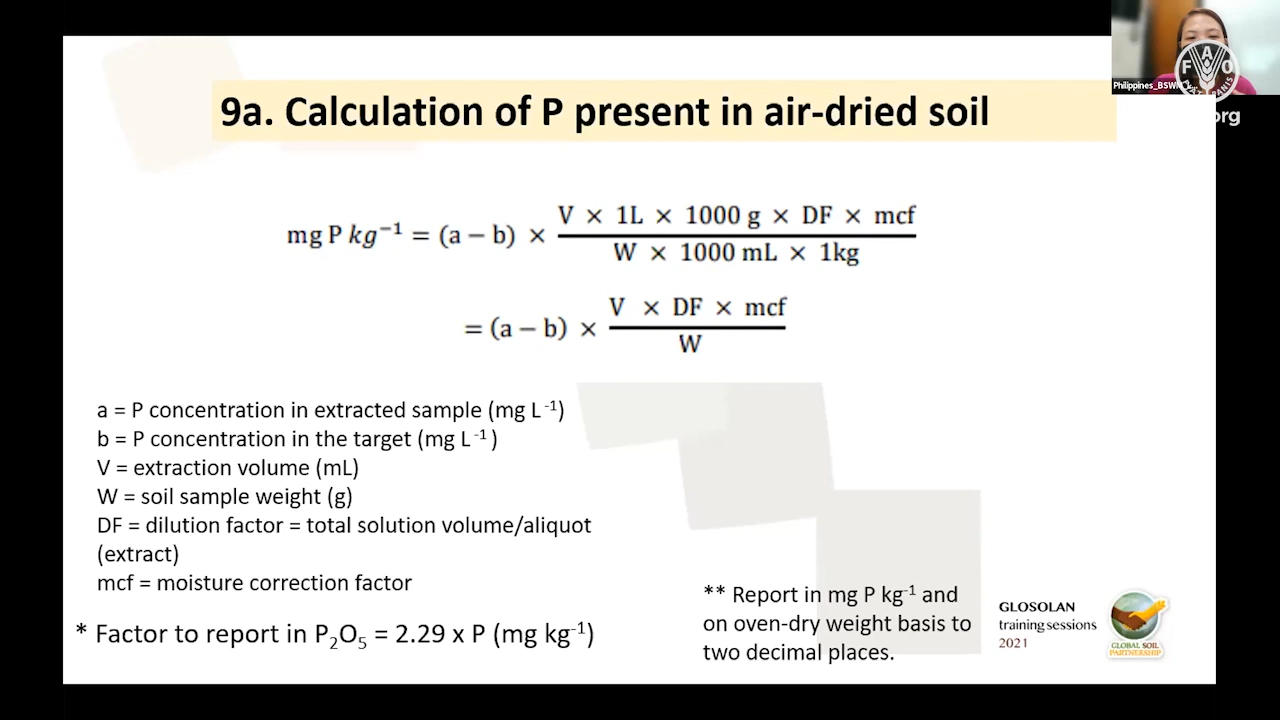 9a. Calculation of P present in air-dried soil
mg P kg⁻¹ = (a − b) × V × 1L × 1000 g × DF × mcf / W × 1000 mL × 1kg
= (a − b) × V × DF × mcf / W
a = P concentration in extracted sample (mg L⁻¹)
b = P concentration in the target (mg L⁻¹)
V = extraction volume (mL)
W = soil sample weight (g)
DF = dilution factor = total solution volume/aliquot
(extract)
mcf = moisture correction factor
* Factor to report in P₂O₅ = 2.29 x P (mg kg⁻¹)
** Report in mg P kg⁻¹ and
on oven-dry weight basis to
two decimal places.
GLOSOLAN
training sessions
2021
GLOBAL SOIL
PARTNERSHIP
FAO